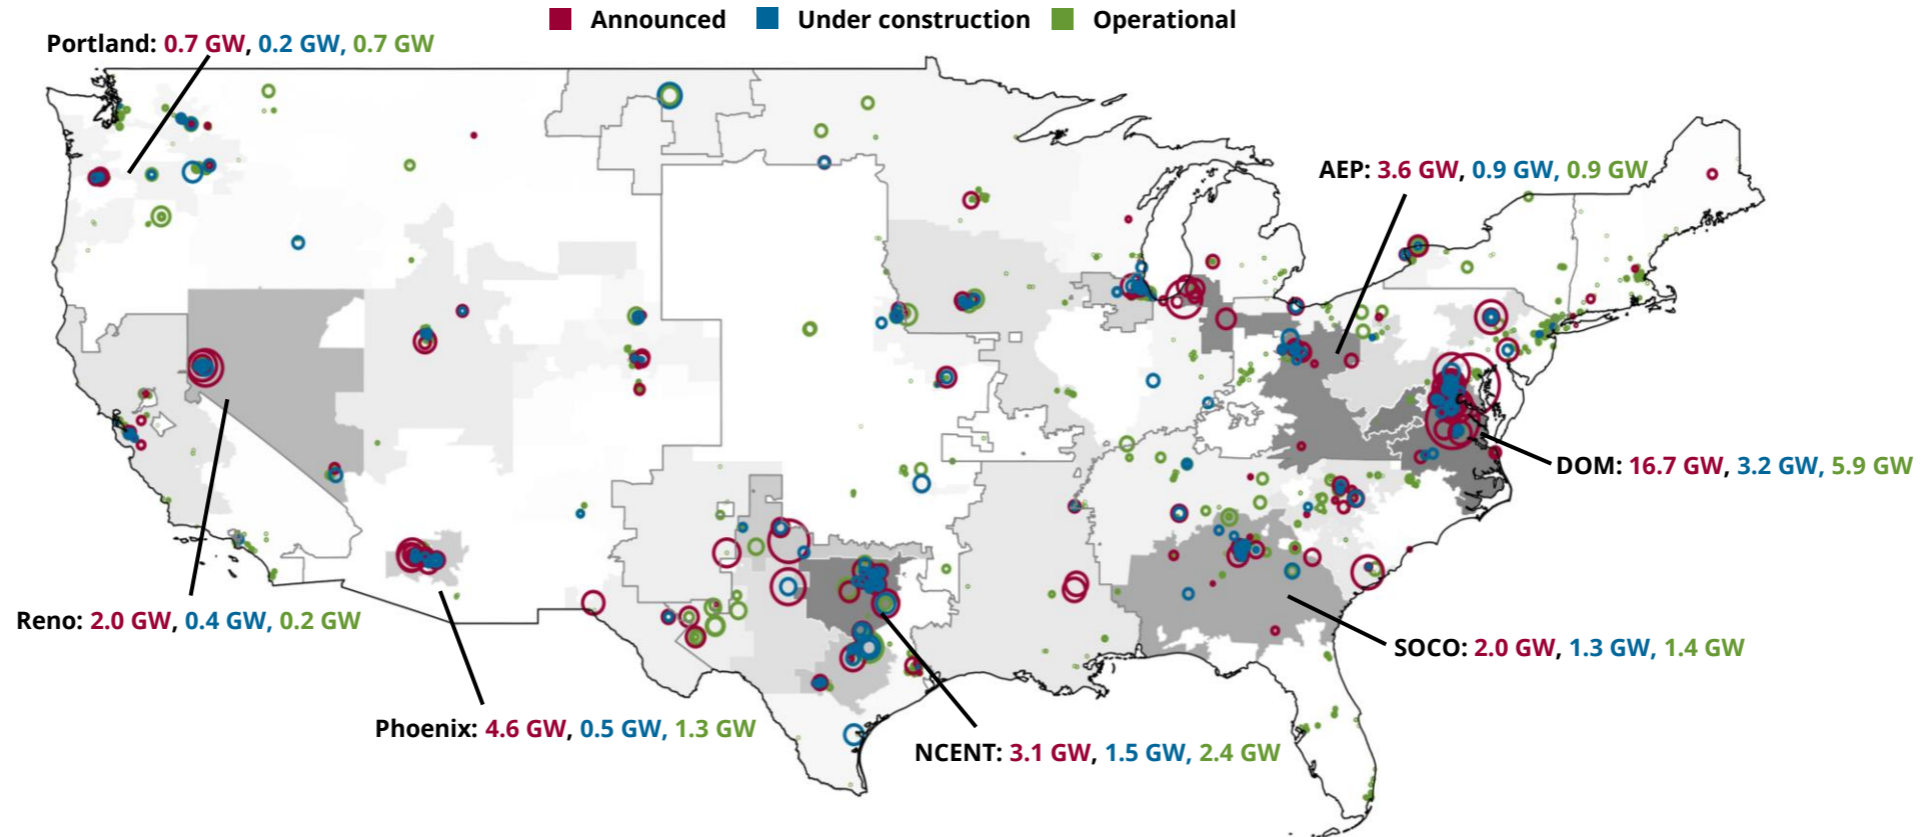 Announced Under construction Operational
Portland: 0.7 GW, 0.2 GW, 0.7 GW
AEP: 3.6 GW, 0.9 GW, 0.9 GW
DOM: 16.7 GW, 3.2 GW, 5.9 GW
Reno: 2.0 GW, 0.4 GW, 0.2 GW
SOCO: 2.0 GW, 1.3 GW, 1.4 GW
Phoenix: 4.6 GW, 0.5 GW, 1.3 GW
NCENT: 3.1 GW, 1.5 GW, 2.4 GW